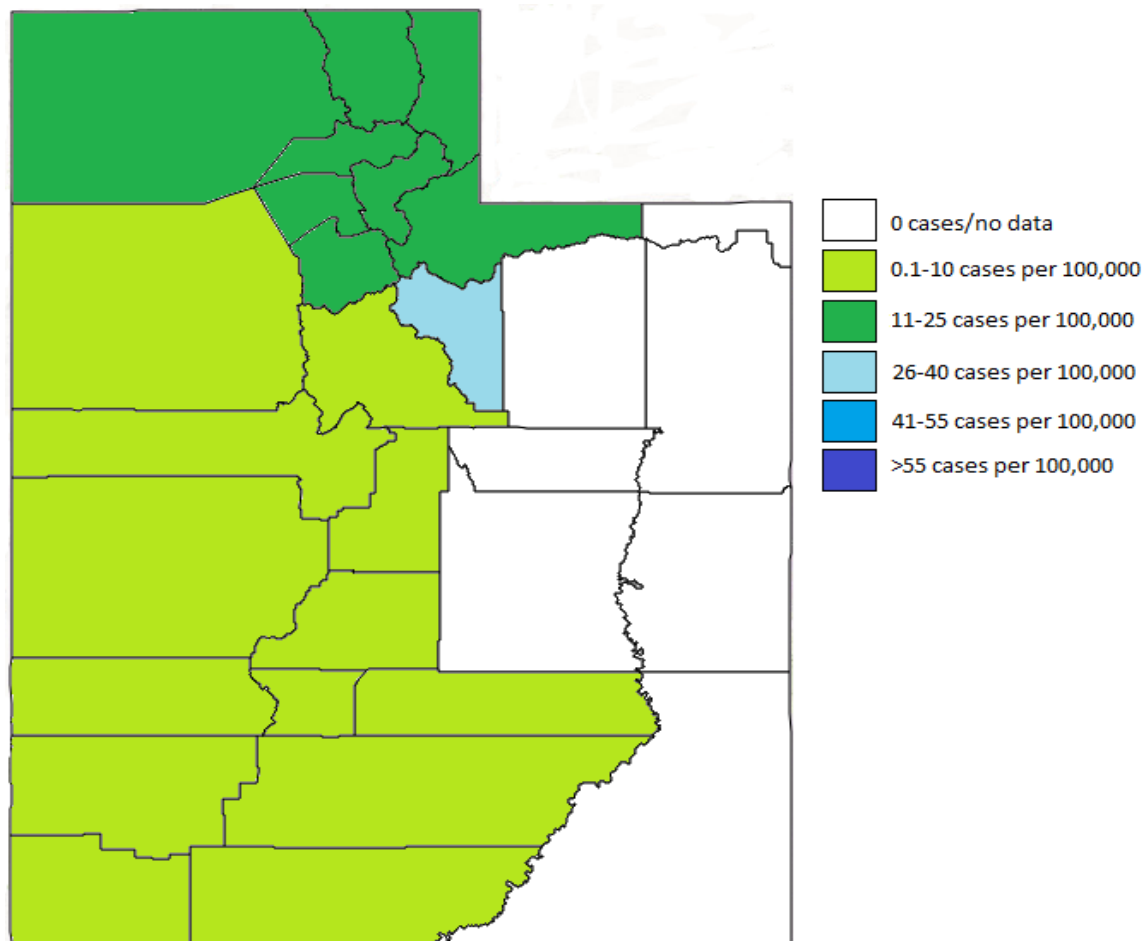 0 cases/no data
0.1-10 cases per 100,000
11-25 cases per 100,000
26-40 cases per 100,000
41-55 cases per 100,000
>55 cases per 100,000